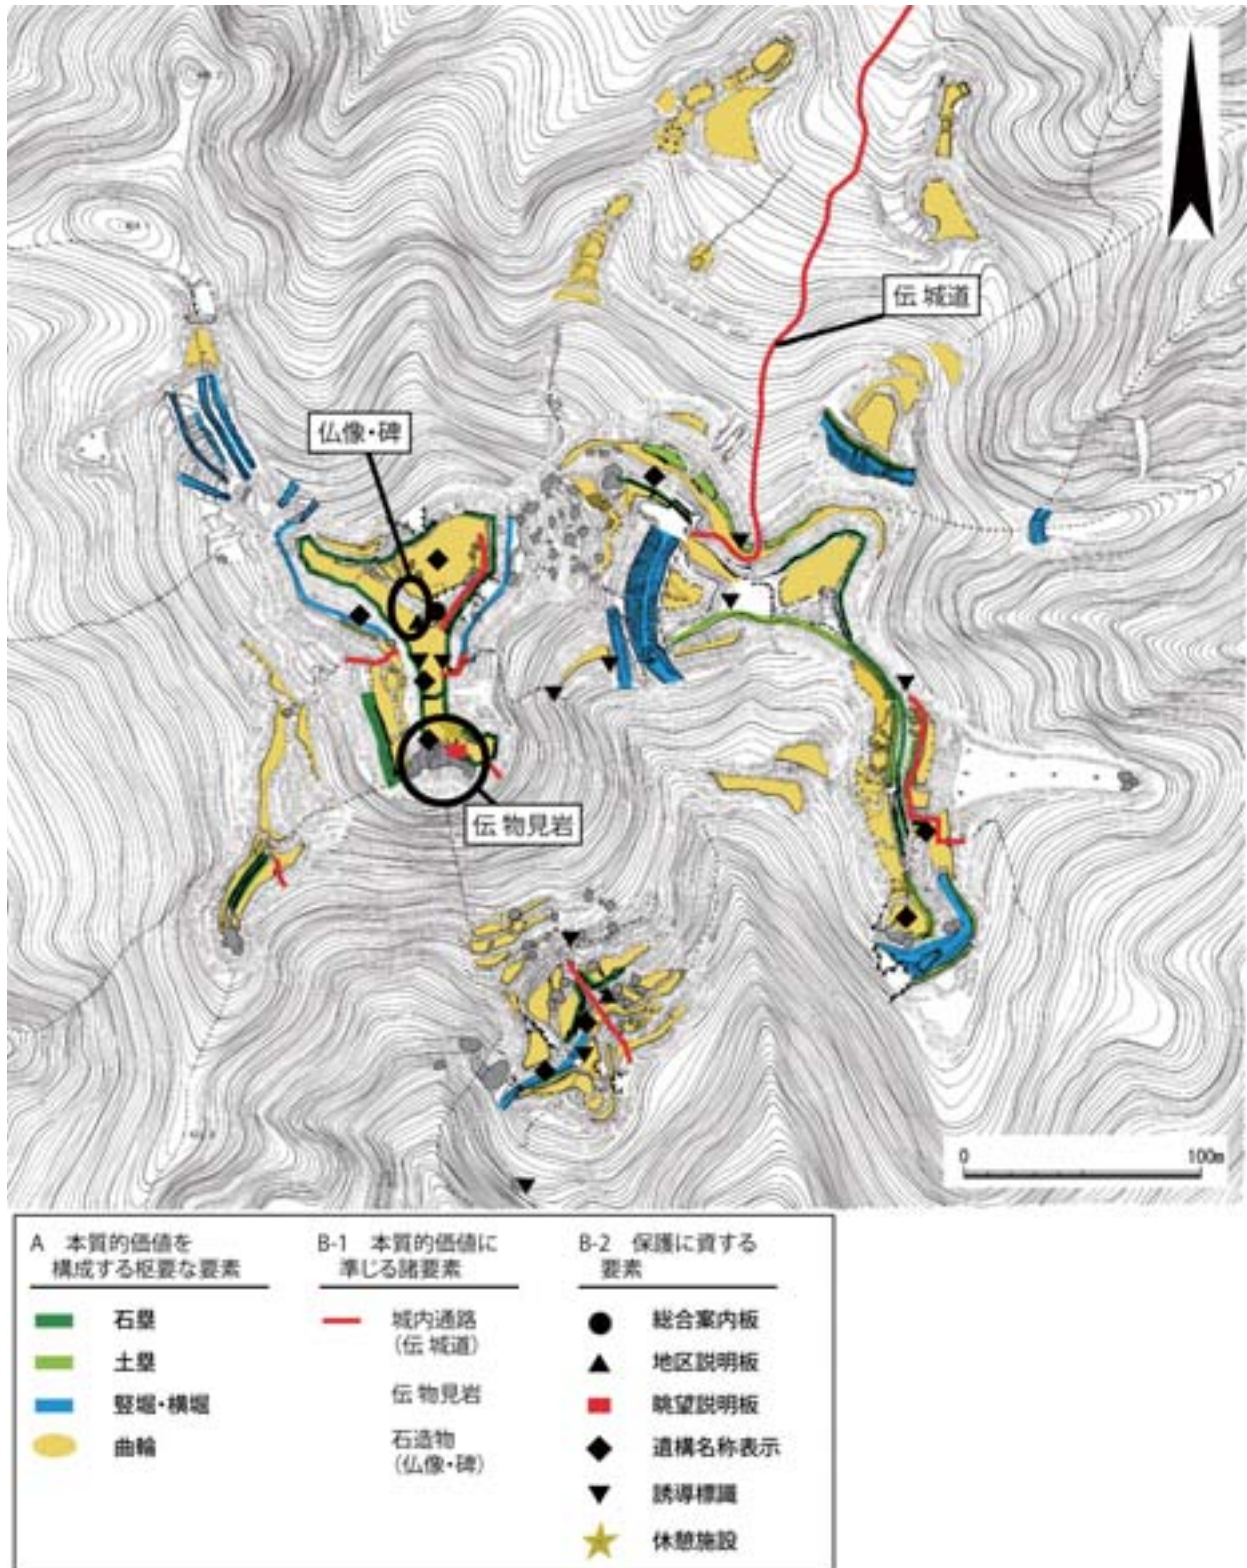 伝 城道
仏像・碑
伝 物見岩
0 100m
A 本質的価値を
構成する枢要な要素
石塁
土塁
竪堀・横堀
曲輪
B-1 本質的価値に
準じる諸要素
城内通路
（伝 城道）
伝 物見岩
石造物
（仏像・碑）
B-2 保護に資する
要素
総合案内板
地区説明板
眺望説明板
遺構名称表示
誘導標識
休憩施設